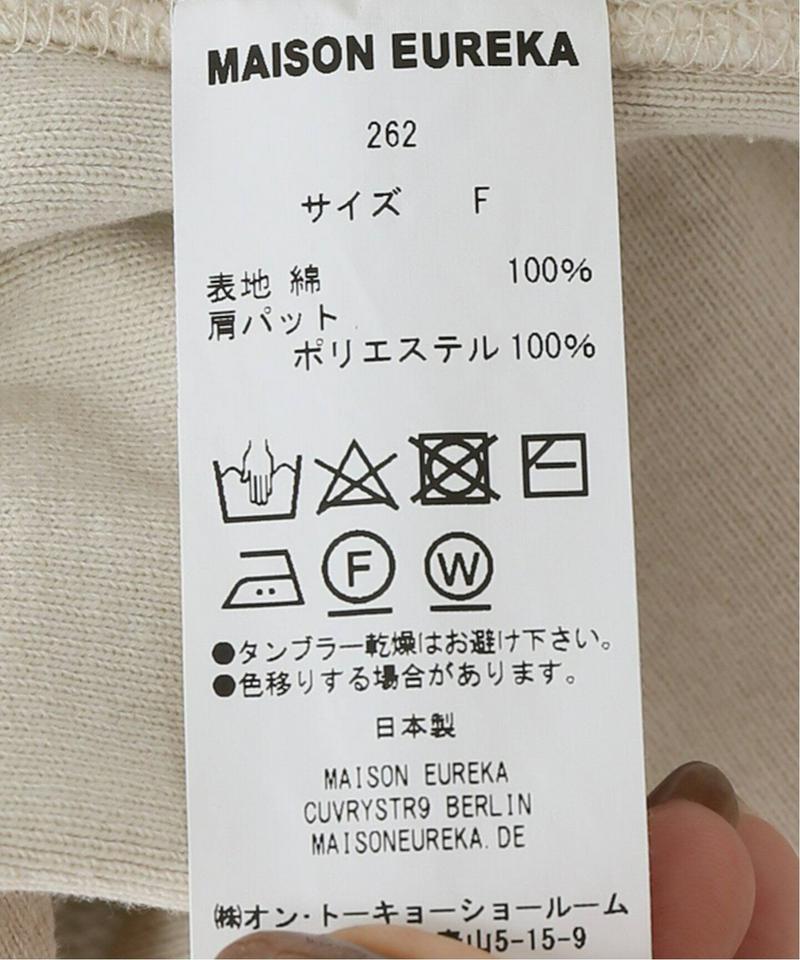 MAISON EUREKA
262
サイズ F
表地 綿 100%
肩パット
ポリエステル 100%
F W
●タンブラー乾燥はお避け下さい。
●色移りする場合があります。
日本製
MAISON EUREKA
CUVRYSTR9 BERLIN
MAISONEUREKA.DE
㈱オン・トーキョーショールーム
山5-15-9